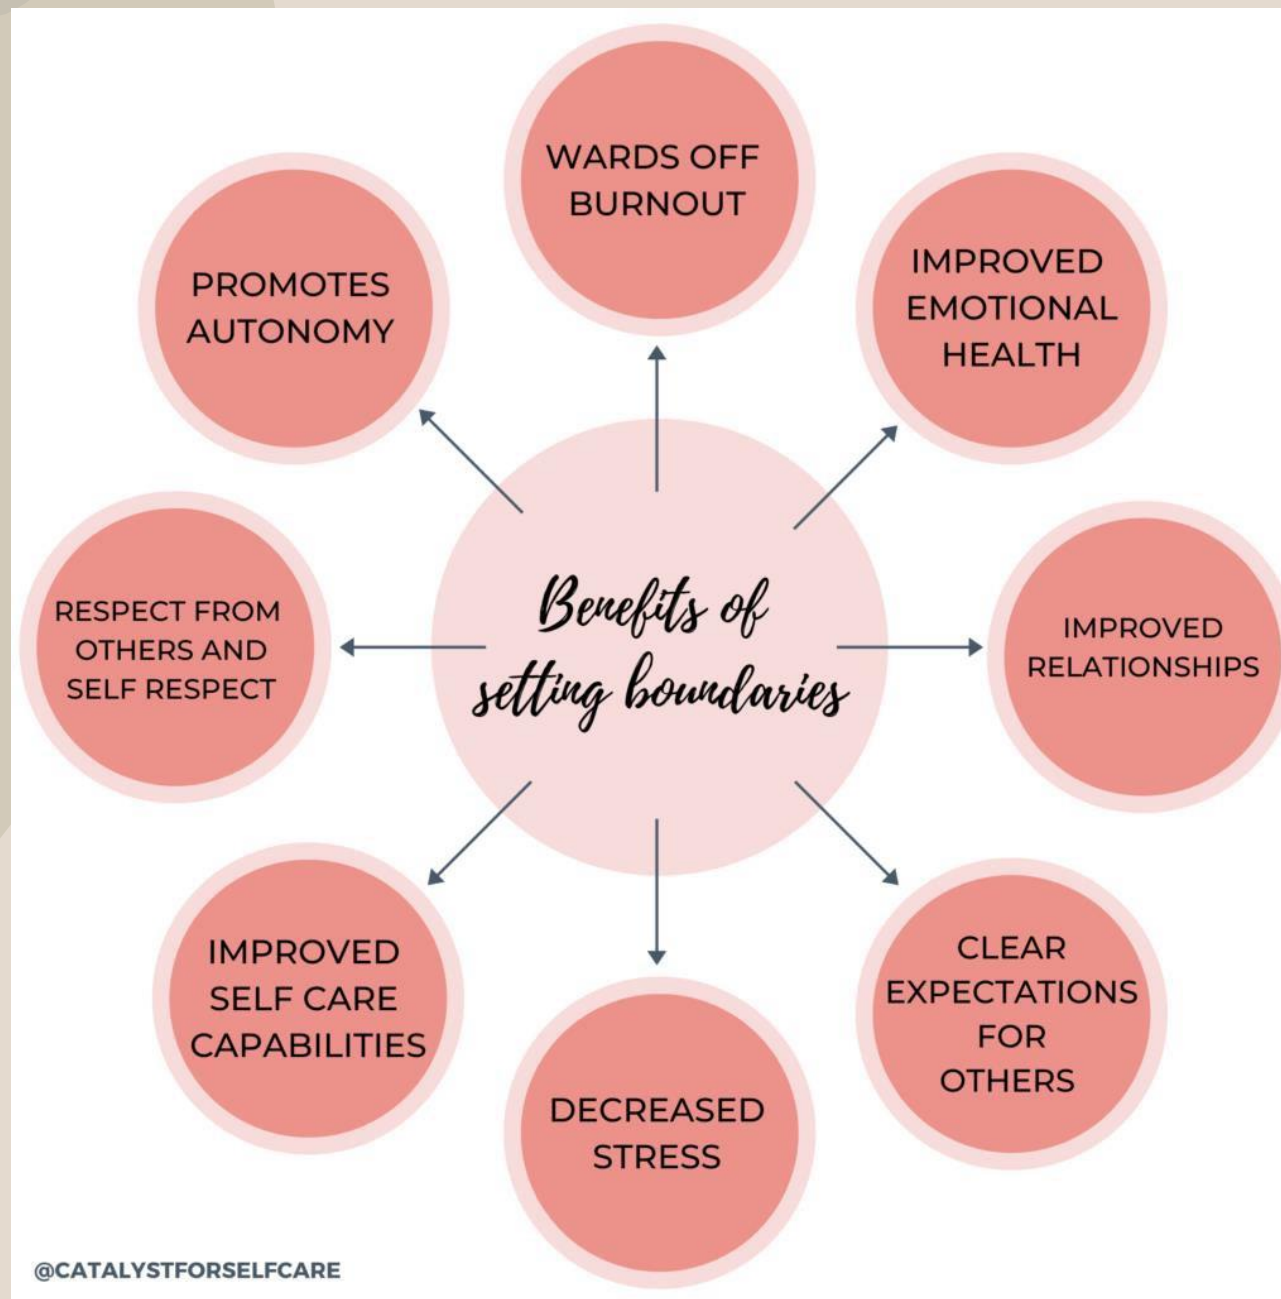 WARDS OFF
BURNOUT
IMPROVED
EMOTIONAL
HEALTH
IMPROVED
RELATIONSHIPS
CLEAR
EXPECTATIONS
FOR
OTHERS
DECREASED
STRESS
IMPROVED
SELF CARE
CAPABILITIES
RESPECT FROM
OTHERS AND
SELF RESPECT
PROMOTES
AUTONOMY
Benefits of
setting boundaries
@CATALYSTFORSELFCARE